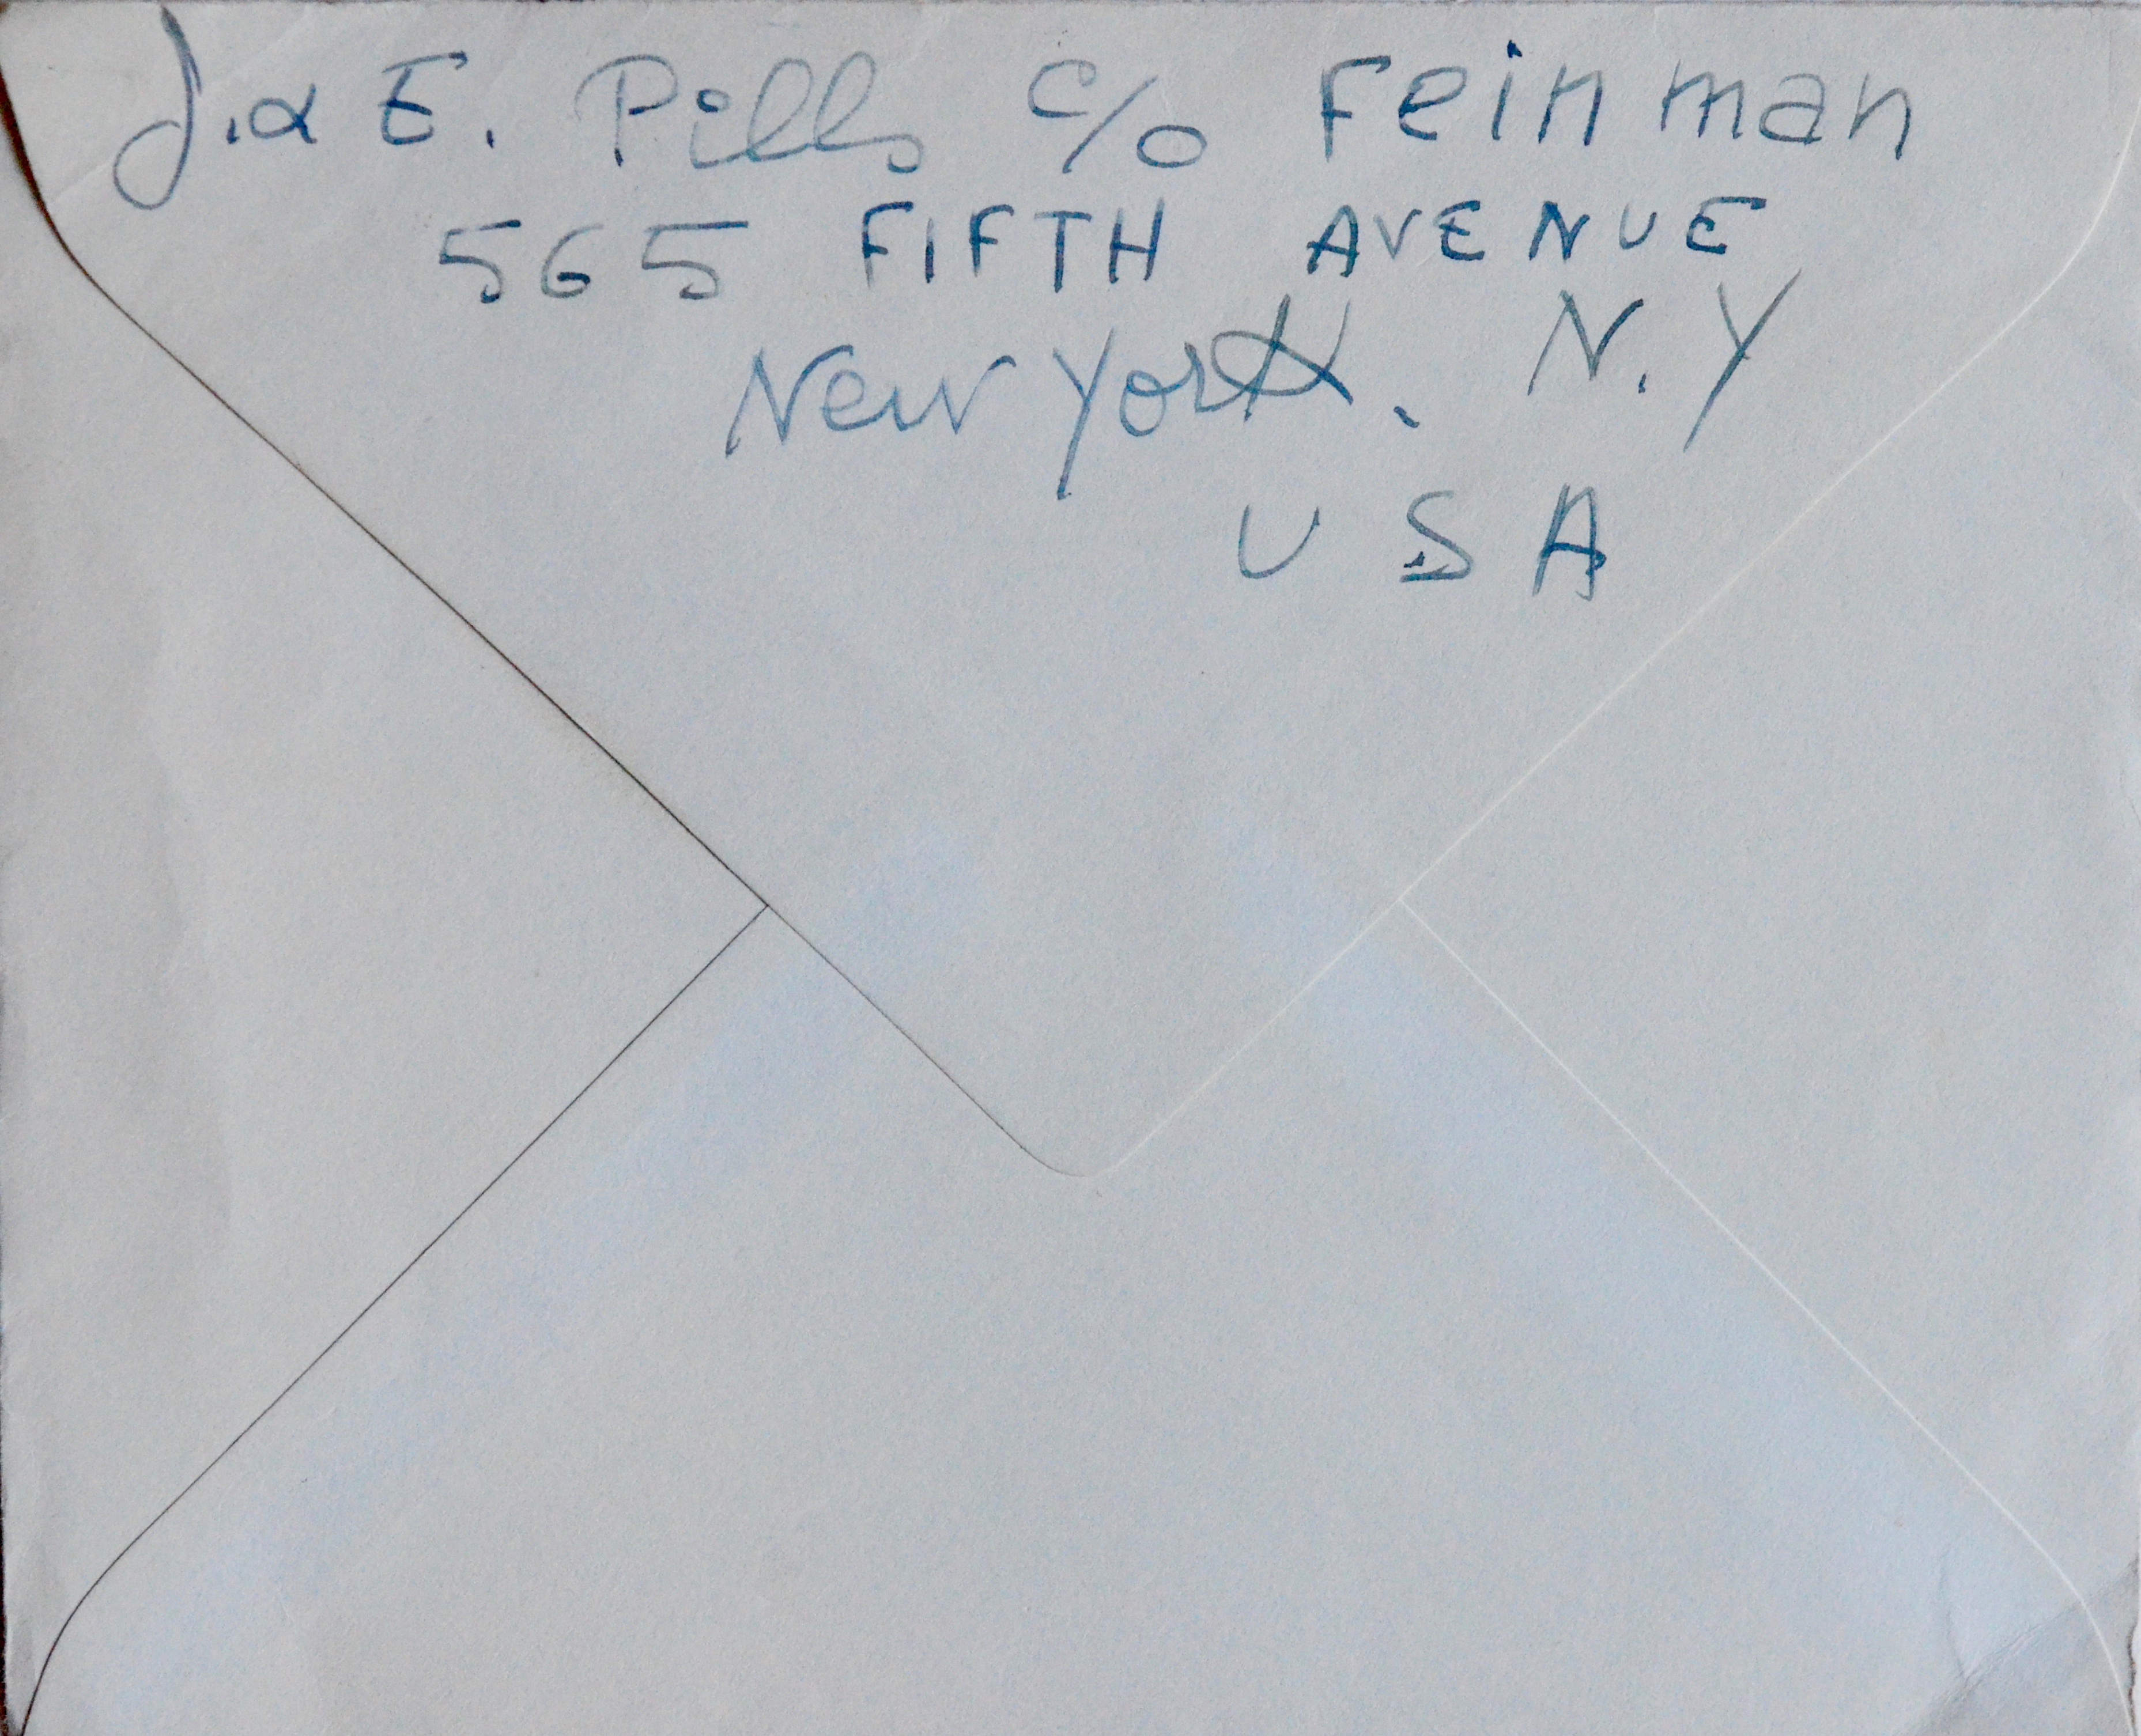 J. & E. Pills c/o Feinman
565 FIFTH AVENUE
New York. N.Y
USA